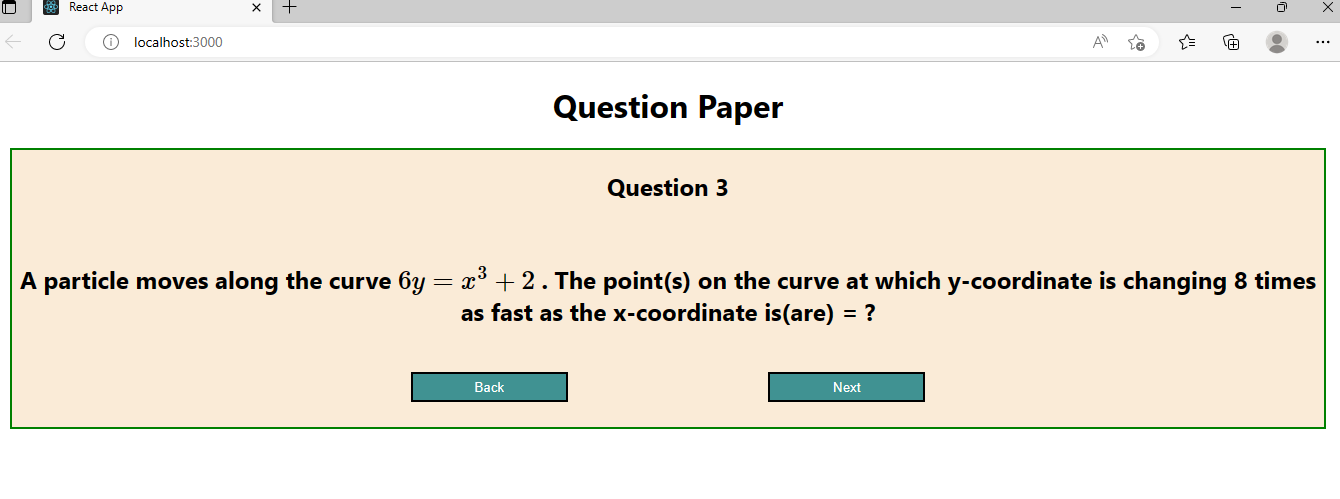 React App
localhost:3000
Question Paper
Question 3
A particle moves along the curve 6y = x³ + 2 . The point(s) on the curve at which y-coordinate is changing 8 times
as fast as the x-coordinate is(are) = ?
Back
Next